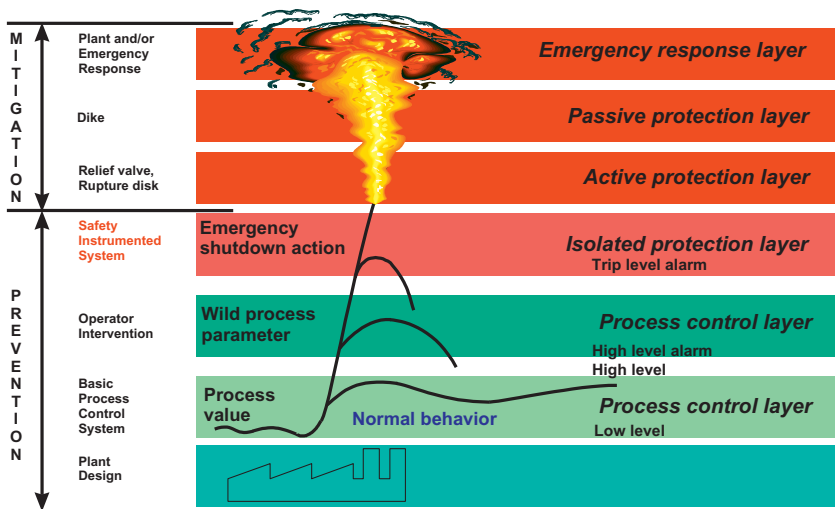 MITIGATION
Plant and/or
Emergency
Response
Emergency response layer
Dike
Passive protection layer
Relief valve,
Rupture disk
Active protection layer
PREVENTION
Safety
Instrumented
System
Emergency
shutdown action
Isolated protection layer
Trip level alarm
Operator
Intervention
Wild process
parameter
Process control layer
High level alarm
High level
Basic
Process
Control
System
Process
value
Normal behavior
Process control layer
Low level
Plant
Design